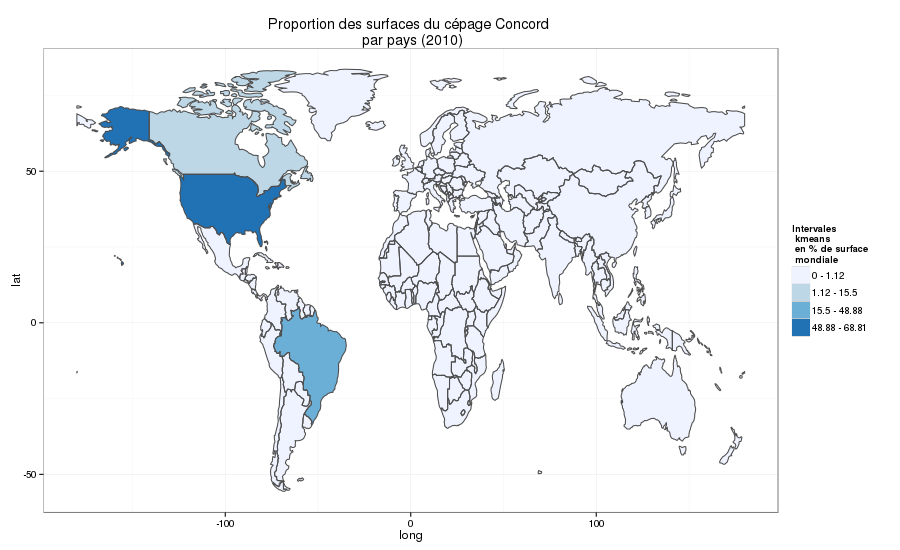 Proportion des surfaces du cépage Concord
par pays (2010)
lat
50
0
-50
-100
0
100
long
Intervales
kmeans
en % de surface
mondiale
0 - 1.12
1.12 - 15.5
15.5 - 48.88
48.88 - 68.81